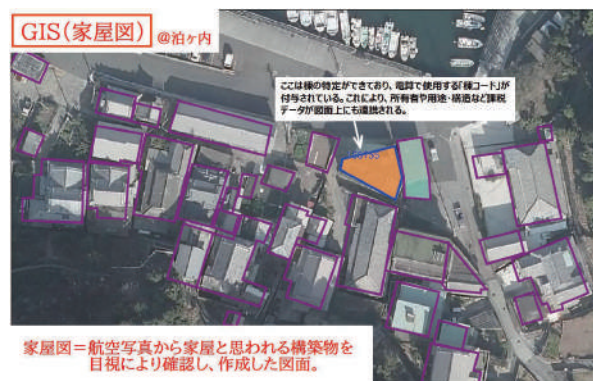 GIS(家屋図) @泊ヶ内
ここは棟の特定ができており、電算で使用する「棟コード」が
付与されている。これにより、所有者や用途・構造など課税
データが図面上にも連携される。
家屋図=航空写真から家屋と思われる構築物を
目視により確認し、作成した図面。